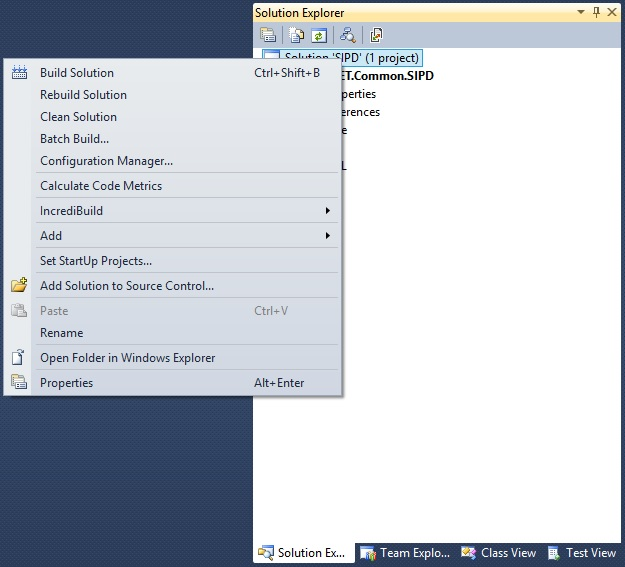 Solution Explorer
Solution 'SIPD' (1 project)
ET.Common.SIPD
perties
ferences
e
L
Build Solution Ctrl+Shift+B
Rebuild Solution
Clean Solution
Batch Build...
Configuration Manager...
Calculate Code Metrics
IncrediBuild
Add
Set StartUp Projects...
Add Solution to Source Control...
Paste Ctrl+V
Rename
Open Folder in Windows Explorer
Properties Alt+Enter
Solution Ex... Team Explo... Class View Test View